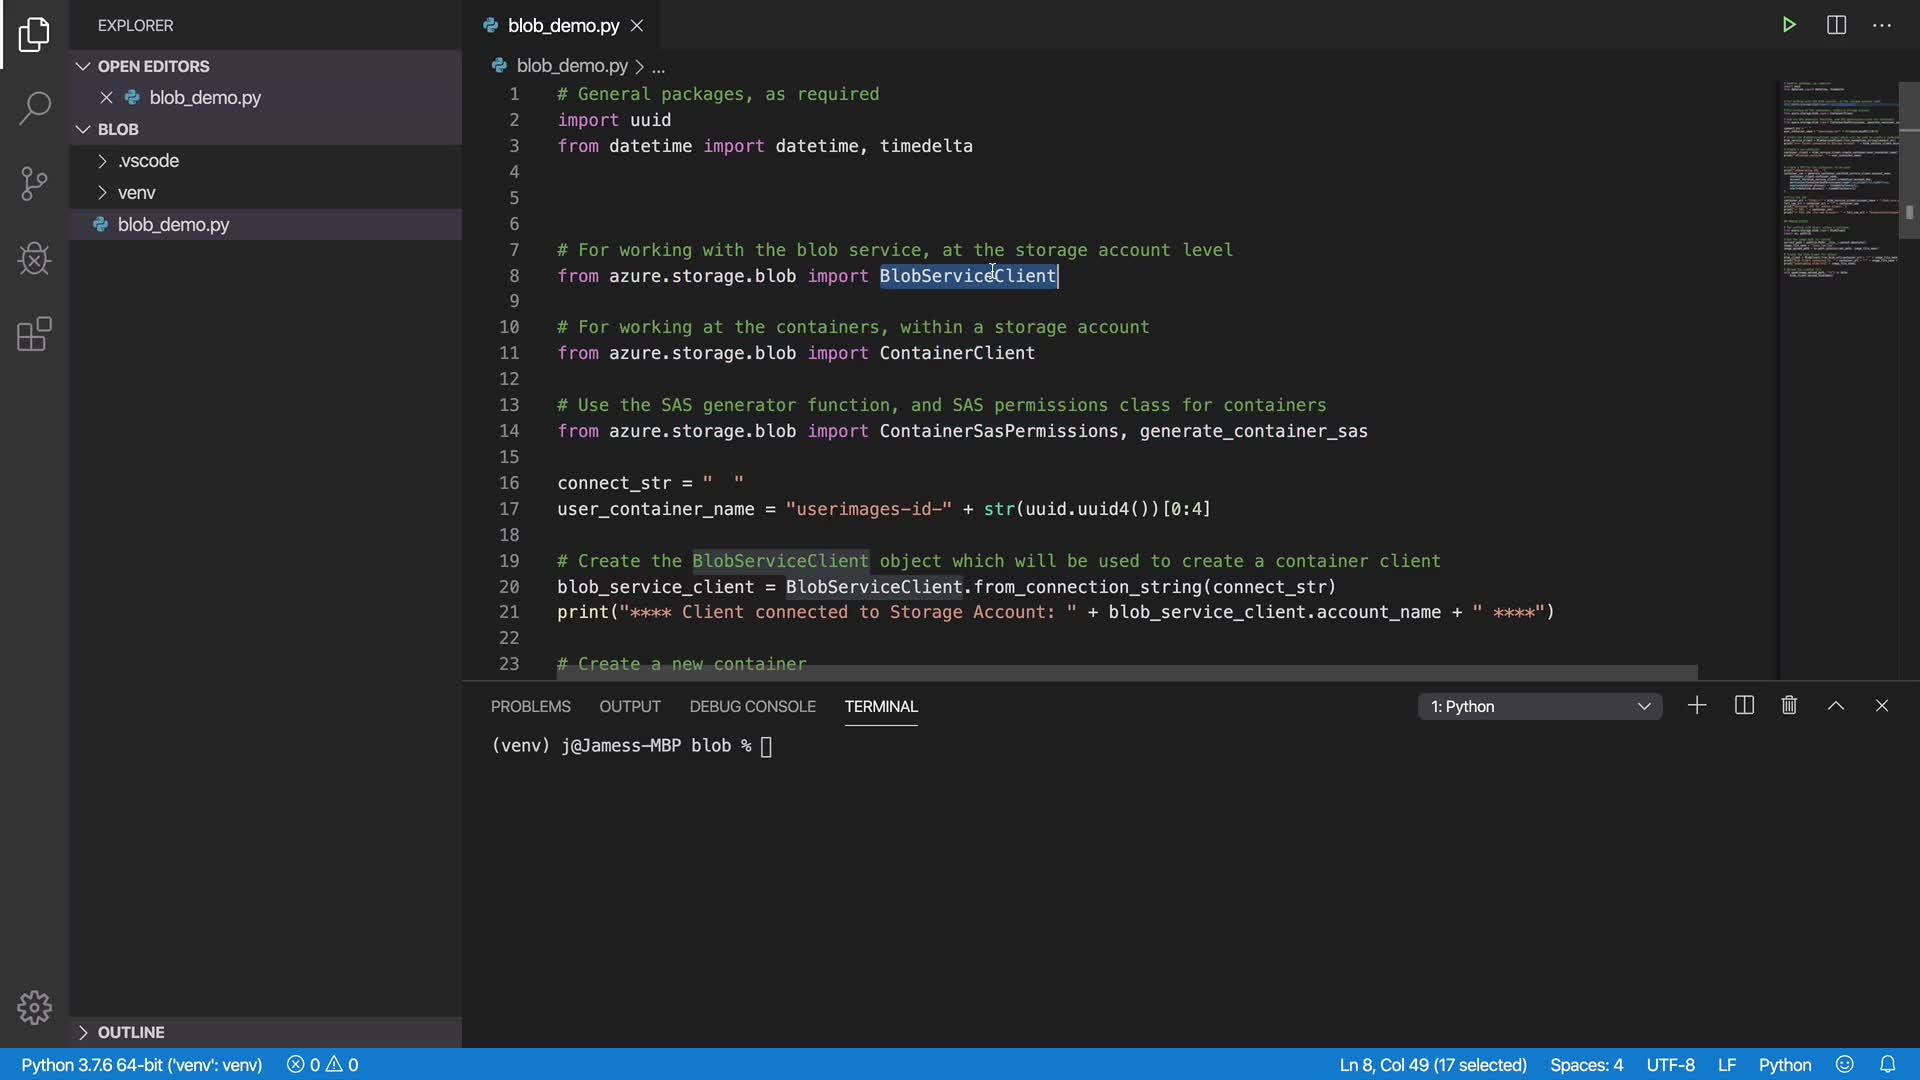 EXPLORER
OPEN EDITORS
blob_demo.py
BLOB
.vscode
venv
blob_demo.py
OUTLINE
blob_demo.py
blob_demo.py > ...
1 # General packages, as required
2 import uuid
3 from datetime import datetime, timedelta
4
5
6
7 # For working with the blob service, at the storage account level
8 from azure.storage.blob import BlobServiceClient
9
10 # For working at the containers, within a storage account
11 from azure.storage.blob import ContainerClient
12
13 # Use the SAS generator function, and SAS permissions class for containers
14 from azure.storage.blob import ContainerSasPermissions, generate_container_sas
15
16 connect_str = "  "
17 user_container_name = "userimages-id-" + str(uuid.uuid4())[0:4]
18
19 # Create the BlobServiceClient object which will be used to create a container client
20 blob_service_client = BlobServiceClient.from_connection_string(connect_str)
21 print("**** Client connected to Storage Account: " + blob_service_client.account_name + " ****")
22
23 # Create a new container
PROBLEMS OUTPUT DEBUG CONSOLE TERMINAL 1: Python
(venv) j@Jamess-MBP blob %
Python 3.7.6 64-bit ('venv': venv) 0 0 Ln 8, Col 49 (17 selected) Spaces: 4 UTF-8 LF Python